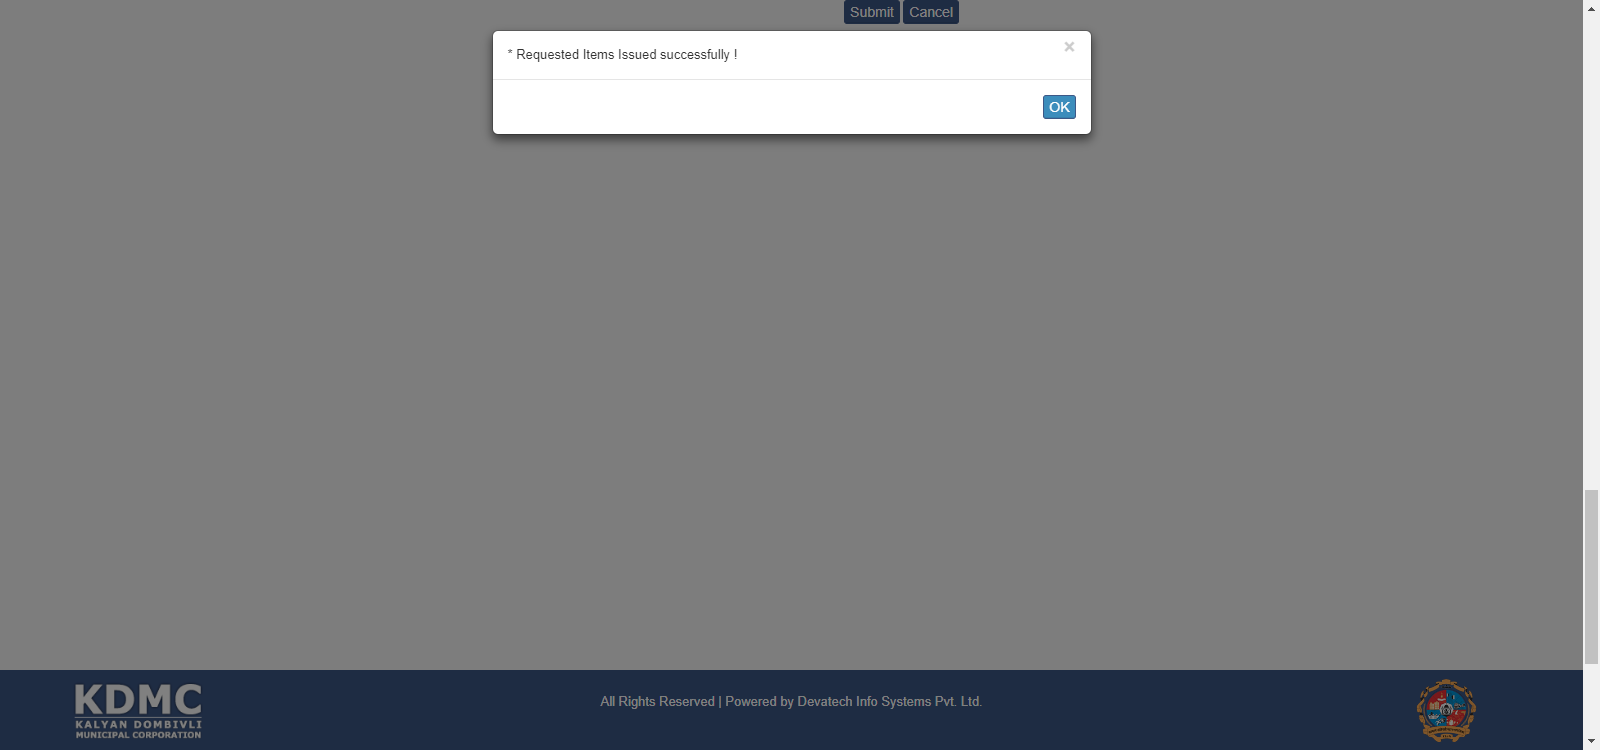 Submit Cancel
×
* Requested Items Issued successfully !
OK
KDMC
KALYAN DOMBIVLI
MUNICIPAL CORPORATION
All Rights Reserved | Powered by Devatech Info Systems Pvt. Ltd.